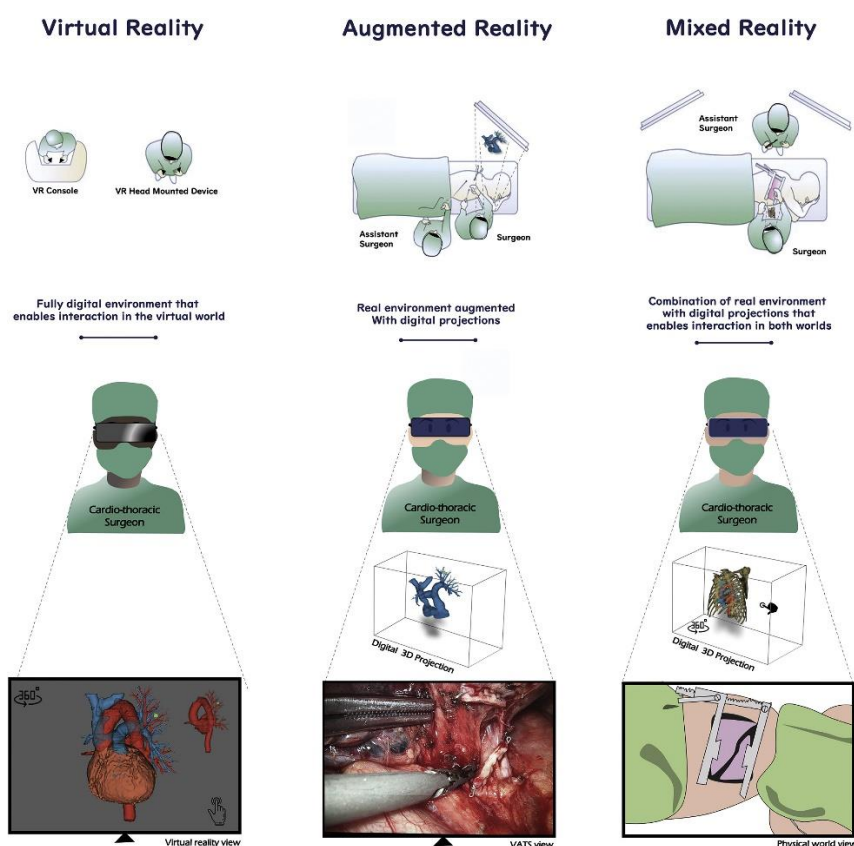 Virtual Reality
Augmented Reality
Mixed Reality
VR Console
VR Head Mounted Device
Assistant
Surgeon
Surgeon
Assistant
Surgeon
Surgeon
Fully digital environment that
enables interaction in the virtual world
Real environment augmented
With digital projections
Combination of real environment
with digital projections that
enables interaction in both worlds
Cardio-thoracic
Surgeon
Cardio-thoracic
Surgeon
Cardio-thoracic
Surgeon
Digital 3D Projection
360°
Digital 3D Projection
360°
Virtual reality view
VATS view
Physical world view